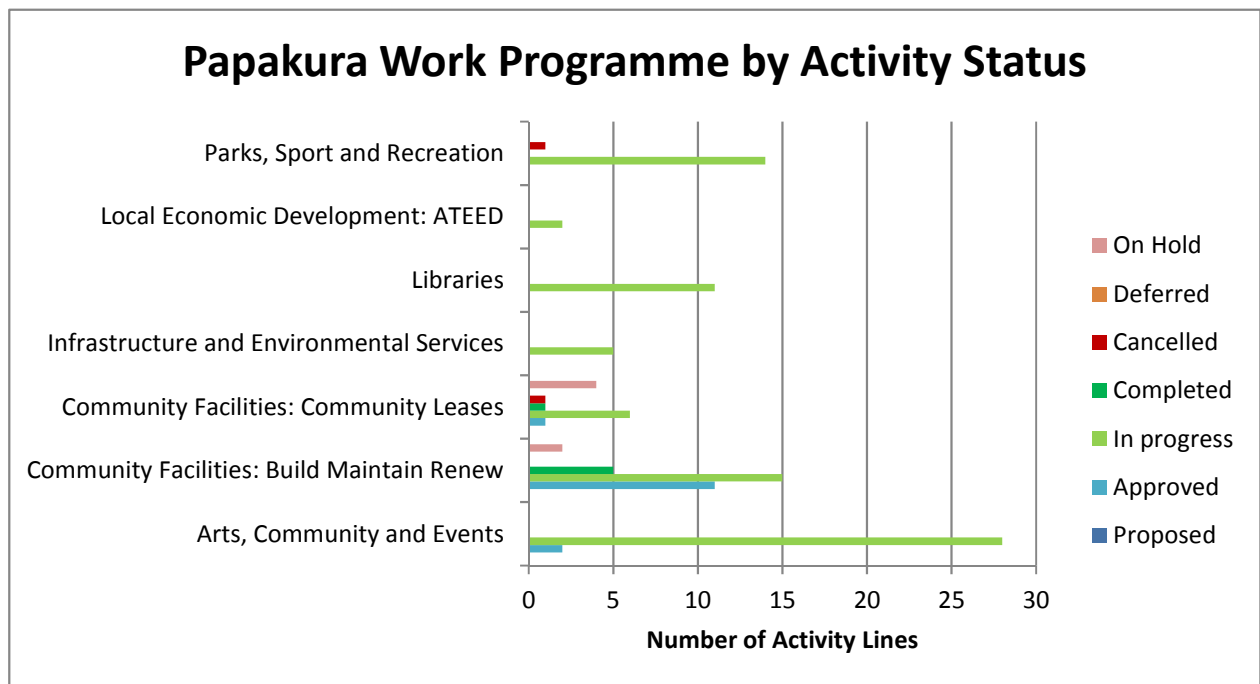 Papakura Work Programme by Activity Status
Parks, Sport and Recreation
Local Economic Development: ATEED
Libraries
Infrastructure and Environmental Services
Community Facilities: Community Leases
Community Facilities: Build Maintain Renew
Arts, Community and Events
0 5 10 15 20 25 30
Number of Activity Lines
On Hold
Deferred
Cancelled
Completed
In progress
Approved
Proposed